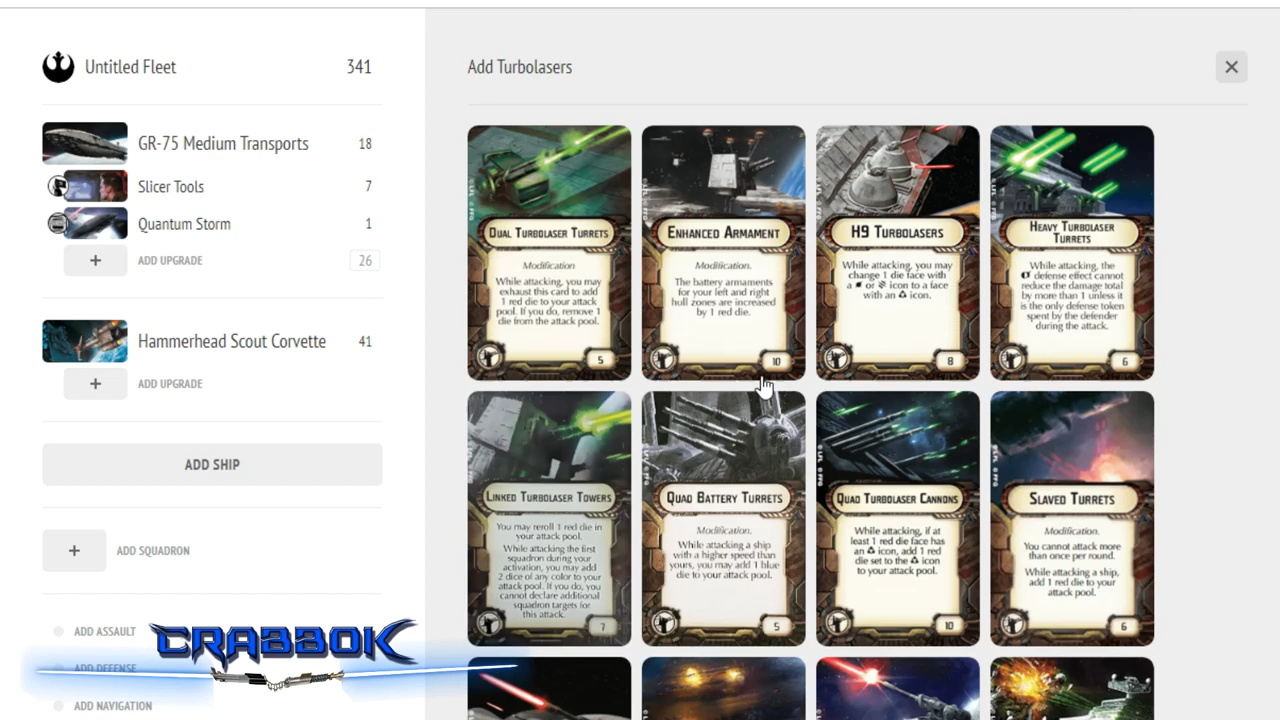 Untitled Fleet 341
GR-75 Medium Transports 18
Slicer Tools 7
Quantum Storm 1
+ ADD UPGRADE 26
Hammerhead Scout Corvette 41
+ ADD UPGRADE
ADD SHIP
+ ADD SQUADRON
ADD ASSAULT
ADD DEFENSE
ADD NAVIGATION
CRABBOK
Add Turbolasers
Dual Turbolaser Turrets
Modification
While attacking, you may
exhaust this card to add
1 red die to your attack
pool. If you do, remove 1
die from the attack pool.
5
Enhanced Armament
Modification.
The battery armaments
for your left and right
hull zones are increased
by 1 red die.
10
H9 Turbolasers
While attacking, you may
change 1 die face with
a or icon to a face
with an icon.
8
Heavy Turbolaser
Turrets
While attacking, the
defense effect cannot
reduce the damage total
by more than 1 unless it
is the only defense token
spent by the defender
during the attack.
6
Linked Turbolaser Towers
You may reroll 1 red die in
your attack pool.
While attacking the first
squadron during your
activation, you may add
2 dice of any color to your
attack pool. If you do, you
cannot declare additional
squadron targets for
this attack.
7
Quad Battery Turrets
Modification.
While attacking a ship
with a higher speed than
yours, you may add 1 blue
die to your attack pool.
5
Quad Turbolaser Cannons
While attacking, if at
least 1 red die face has
an icon, add 1 red
die set to the icon
to your attack pool.
10
Slaved Turrets
Modification.
You cannot attack more
than once per round.
While attacking a ship,
add 1 red die to your
attack pool.
6